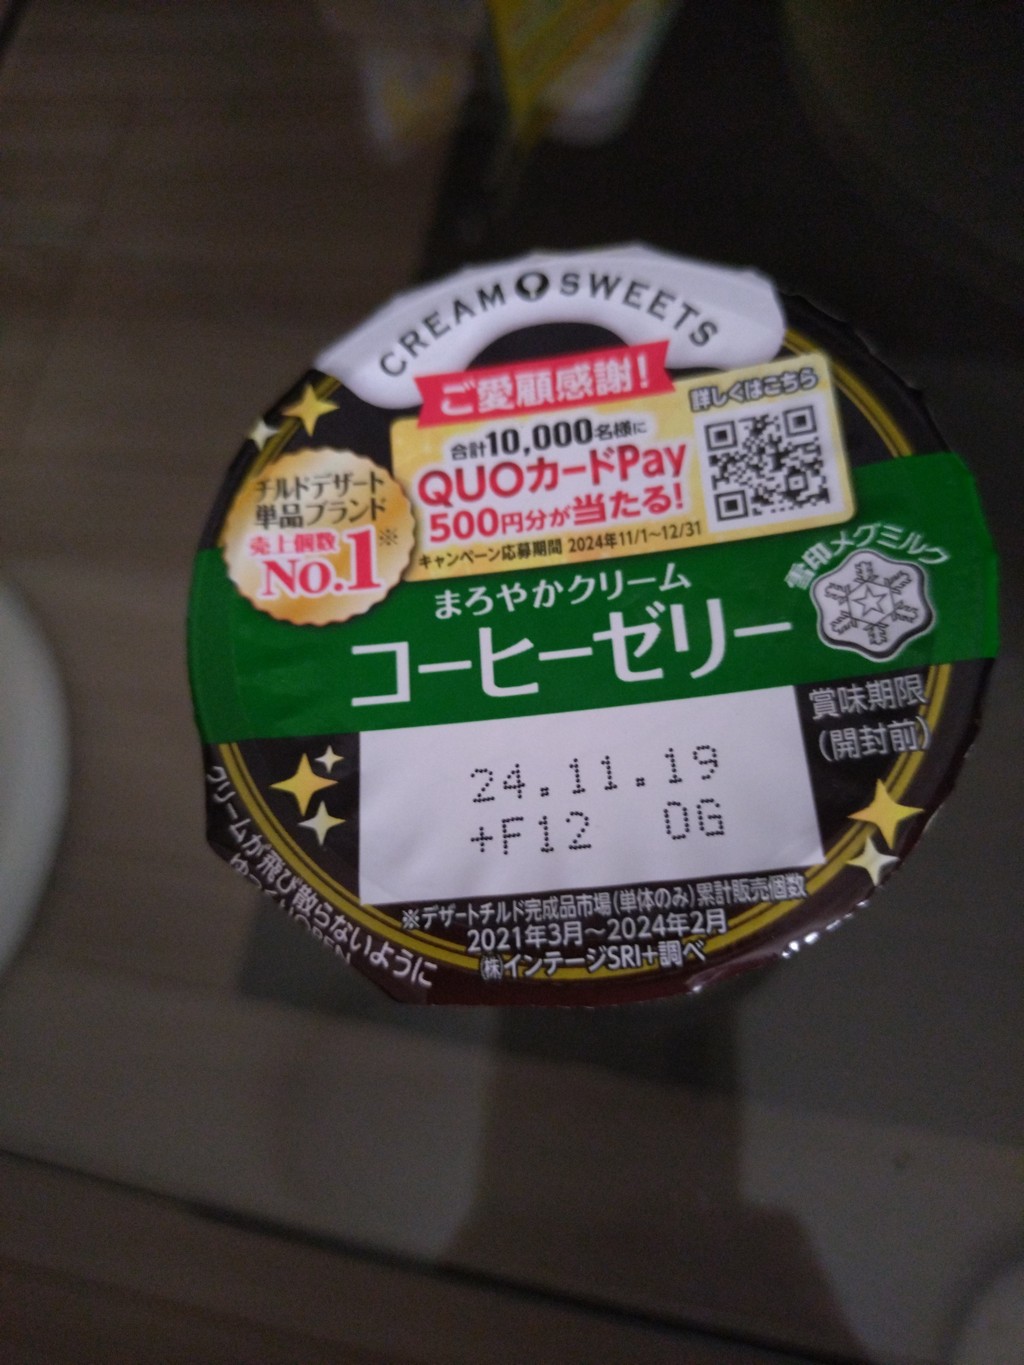 CREAM SWEETS
ご愛顧感謝!
詳しくはこちら
合計10,000名様に
QUOカードPay
500円分が当たる!
キャンペーン応募期間 2024年11/1~12/31
チルドデザート
単品ブランド
売上個数
No.1※
雪印メグミルク
まろやかクリーム
コーヒーゼリー
賞味期限
(開封前)
24.11.19
+F12 OG
※デザートチルド完成品市場(単体のみ)累計販売個数
2021年3月~2024年2月
㈱インテージSRI+調べ
クリームが飛び散らないように
ゆっくりOPEN